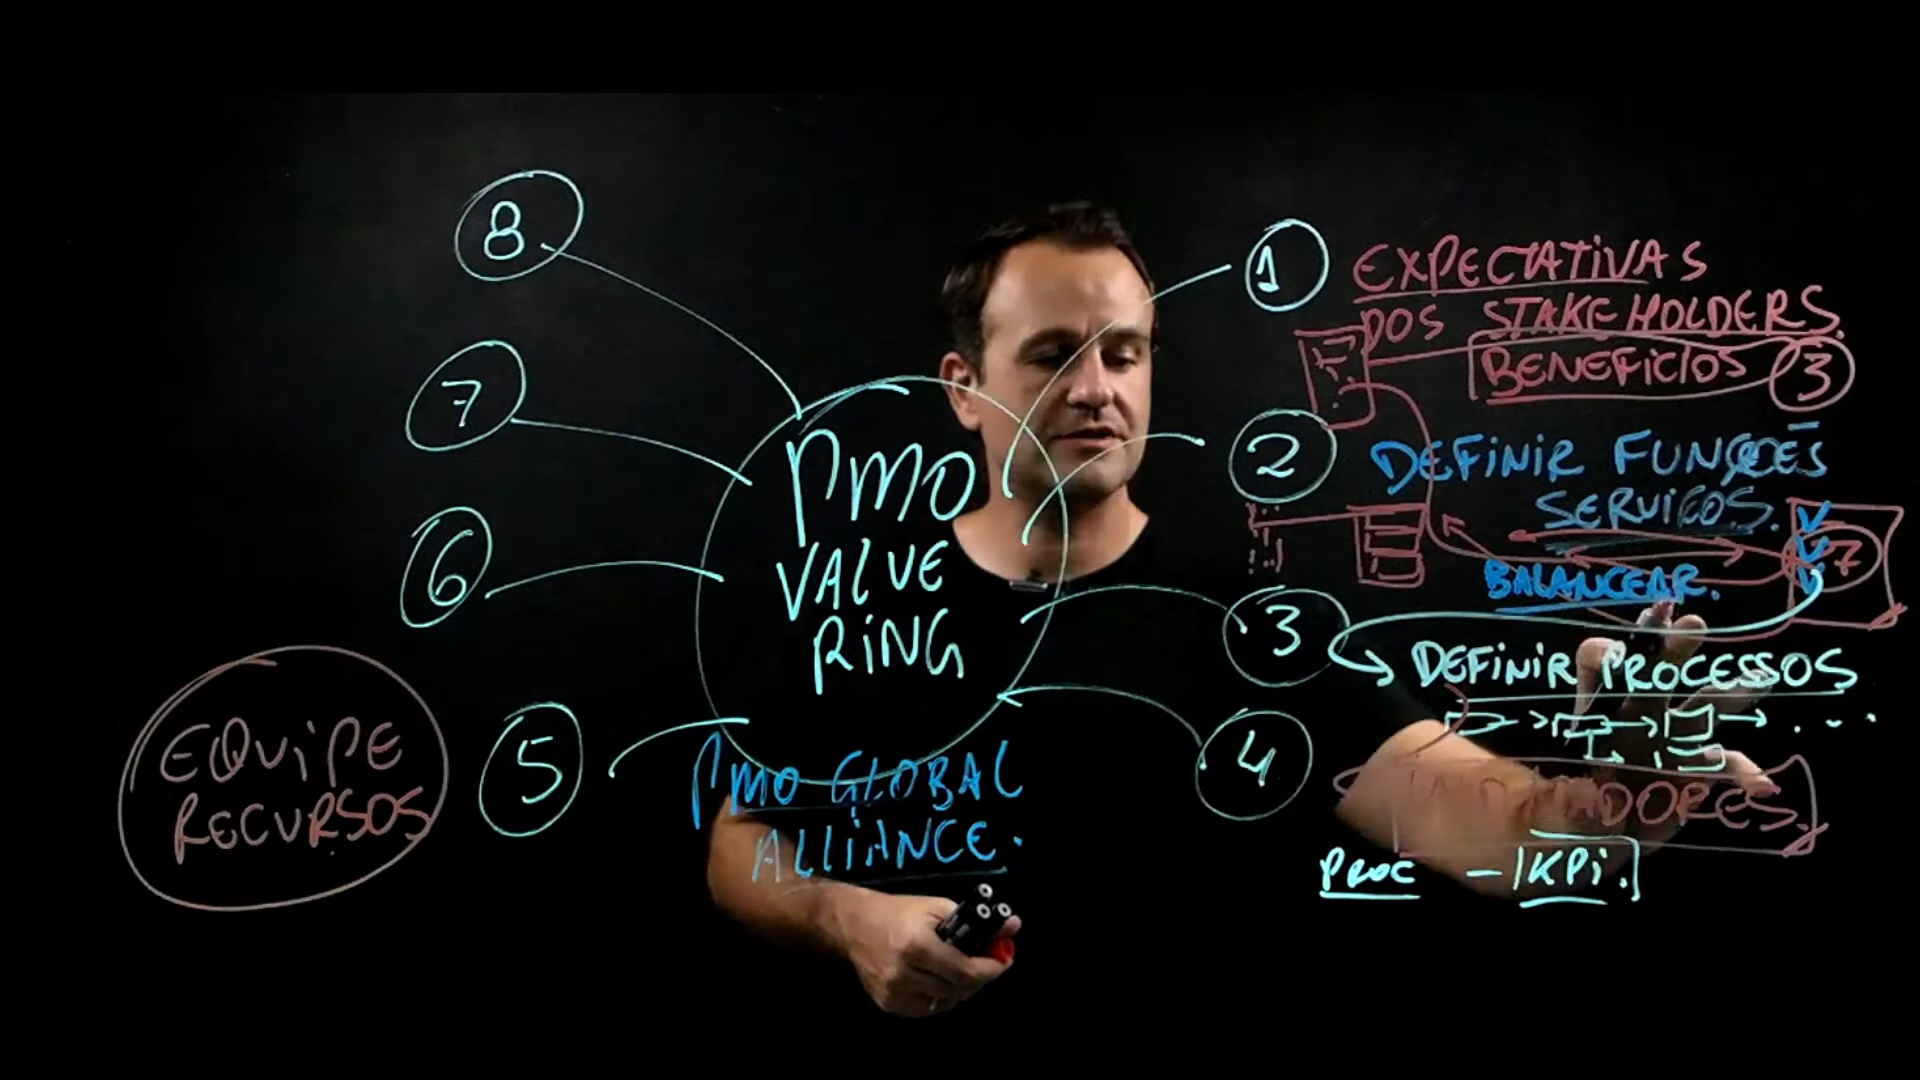 8
7
6
5
EQUIPE
RECURSOS
PMO
VALUE
RING
PMO GLOBAL
ALLIANCE.
1 EXPECTATIVAS
DOS STAKEHOLDERS.
BENEFICIOS 3
2 DEFINIR FUNÇÕES
SERVIÇOS.
7
BALANCEAR.
3 DEFINIR PROCESSOS
4
PROC - KPi.